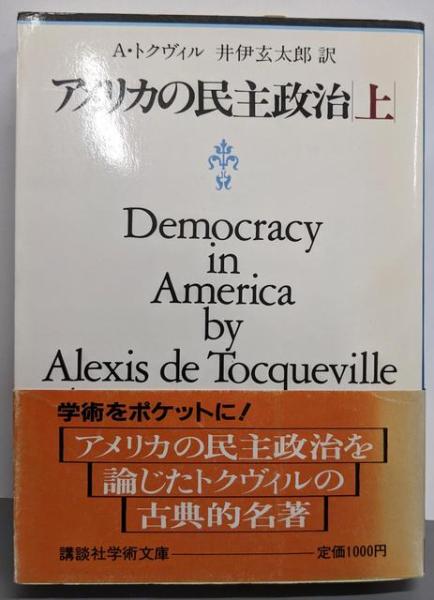 A・トクヴィル 井伊玄太郎 訳
アメリカの民主政治 上
Democracy
in
America
by
Alexis de Tocqueville
学術をポケットに!
アメリカの民主政治を
論じたトクヴィルの
古典的名著
講談社学術文庫――定価1000円